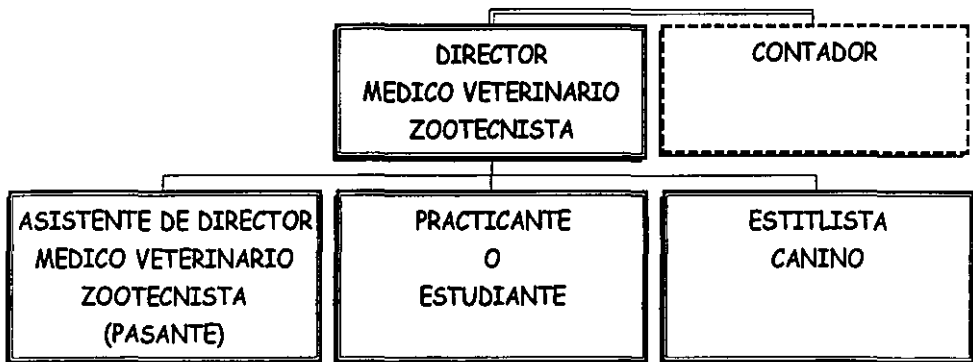 DIRECTOR
MEDICO VETERINARIO
ZOOTECNISTA
CONTADOR
ASISTENTE DE DIRECTOR
MEDICO VETERINARIO
ZOOTECNISTA
(PASANTE)
PRACTICANTE
O
ESTUDIANTE
ESTITLISTA
CANINO